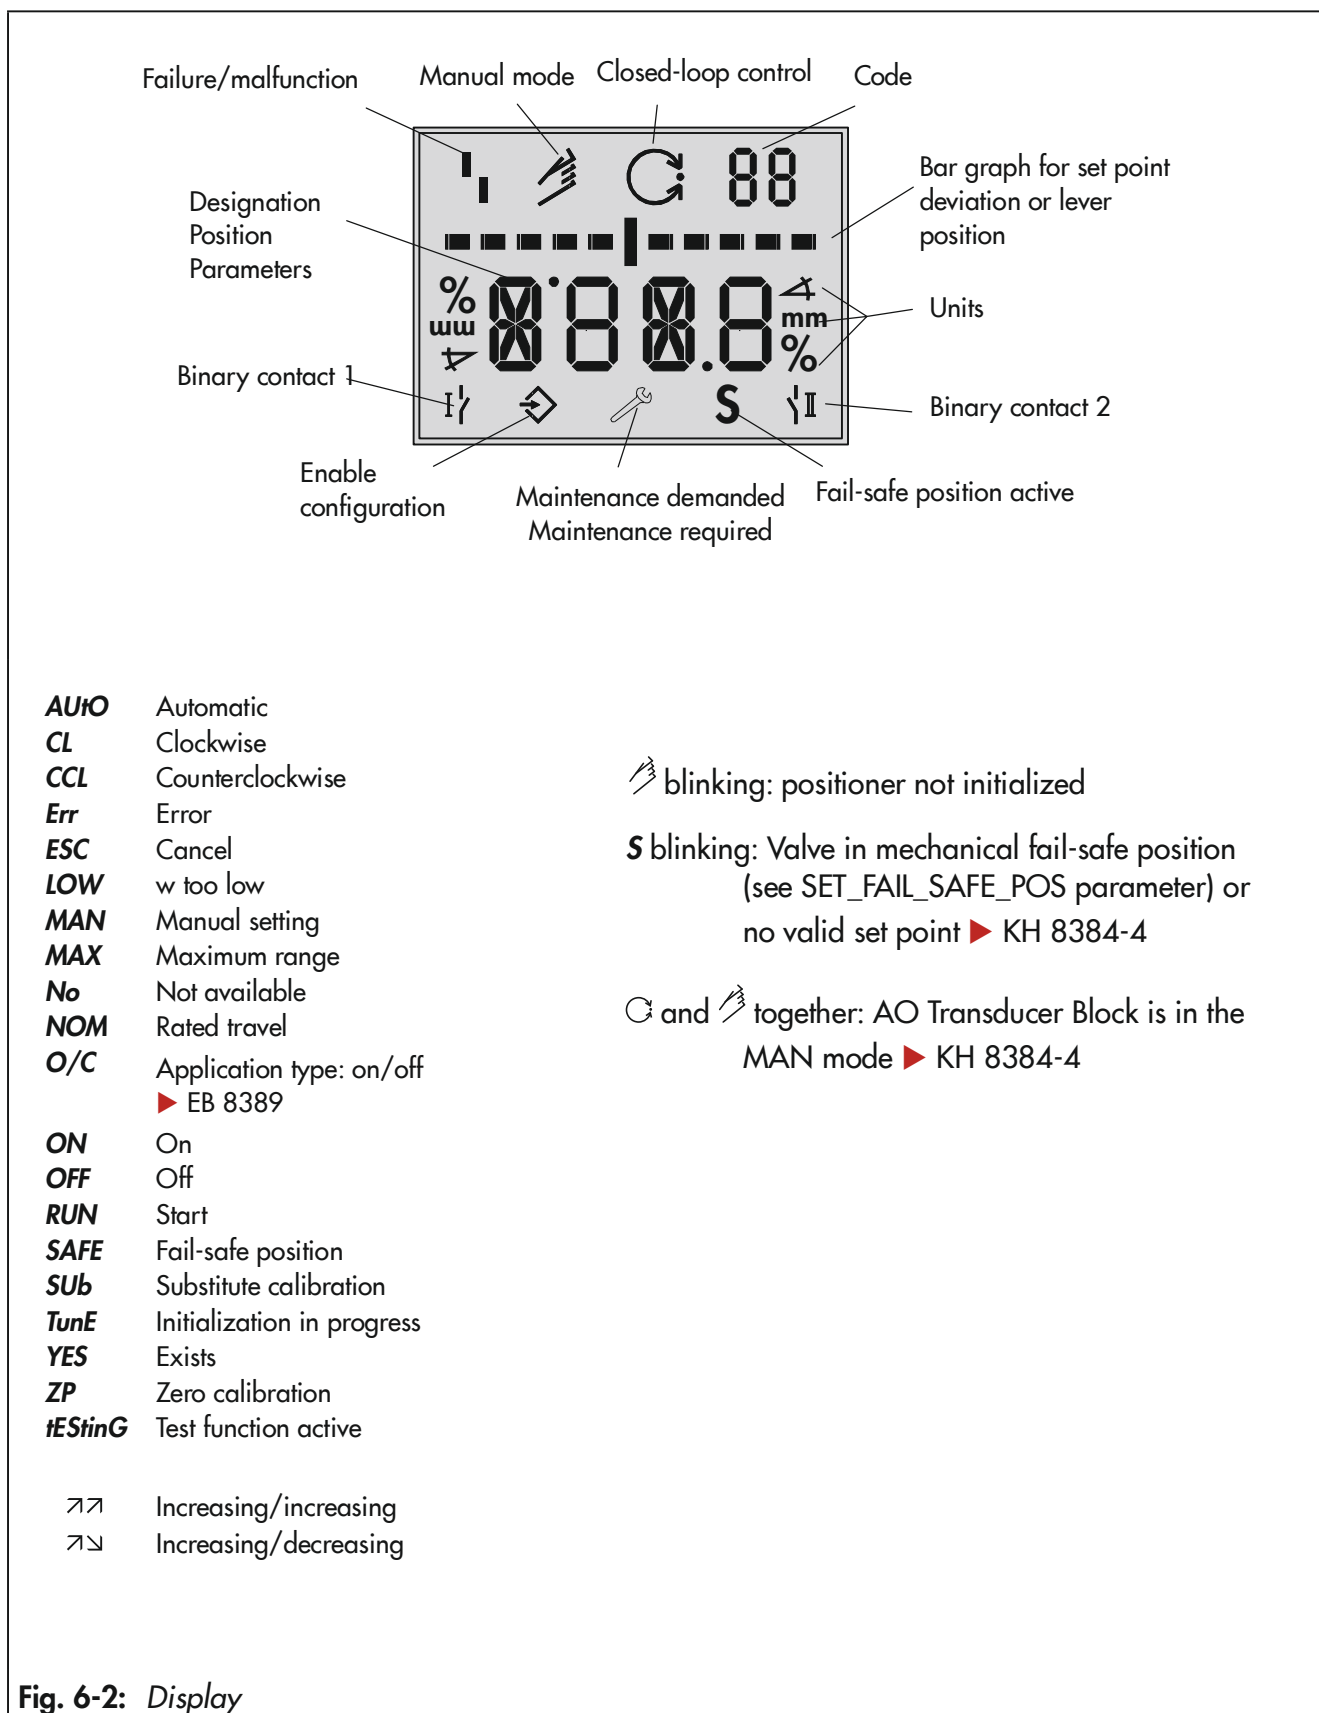 Failure/malfunction
Manual mode
Closed-loop control
Code
88
Bar graph for set point
deviation or lever
position
Designation
Position
Parameters
%
mm
8.8.8.8
mm
%
Units
Binary contact 1
I
S
II
Binary contact 2
Enable
configuration
Maintenance demanded
Maintenance required
Fail-safe position active
AUtO Automatic
CL Clockwise
CCL Counterclockwise
Err Error
ESC Cancel
LOW w too low
MAN Manual setting
MAX Maximum range
No Not available
NOM Rated travel
O/C Application type: on/off
▶ EB 8389
ON On
OFF Off
RUN Start
SAFE Fail-safe position
SUb Substitute calibration
TunE Initialization in progress
YES Exists
ZP Zero calibration
tEStinG Test function active
↗↗ Increasing/increasing
↗↘ Increasing/decreasing
blinking: positioner not initialized
S blinking: Valve in mechanical fail-safe position
(see SET_FAIL_SAFE_POS parameter) or
no valid set point ▶ KH 8384-4
and together: AO Transducer Block is in the
MAN mode ▶ KH 8384-4
Fig. 6-2: Display